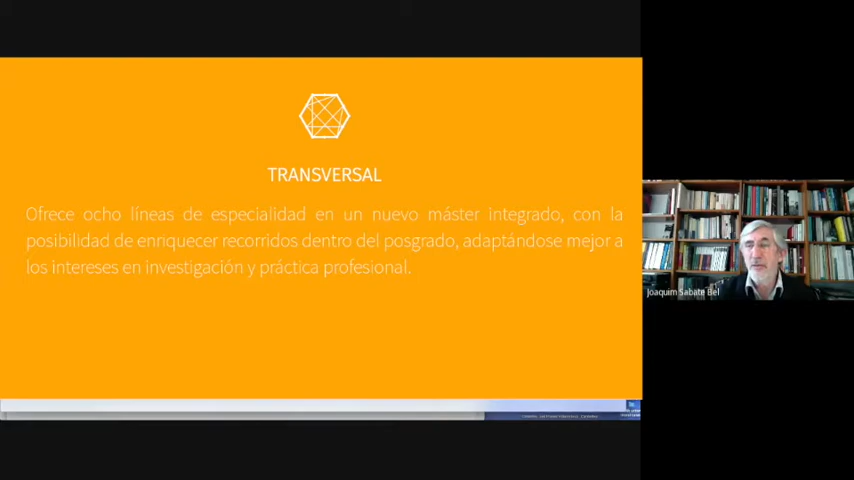 TRANSVERSAL
Ofrece ocho líneas de especialidad en un nuevo máster integrado, con la
posibilidad de enriquecer recorridos dentro del posgrado, adaptándose mejor a
los intereses en investigación y práctica profesional.
Joaquim Sabate Bel